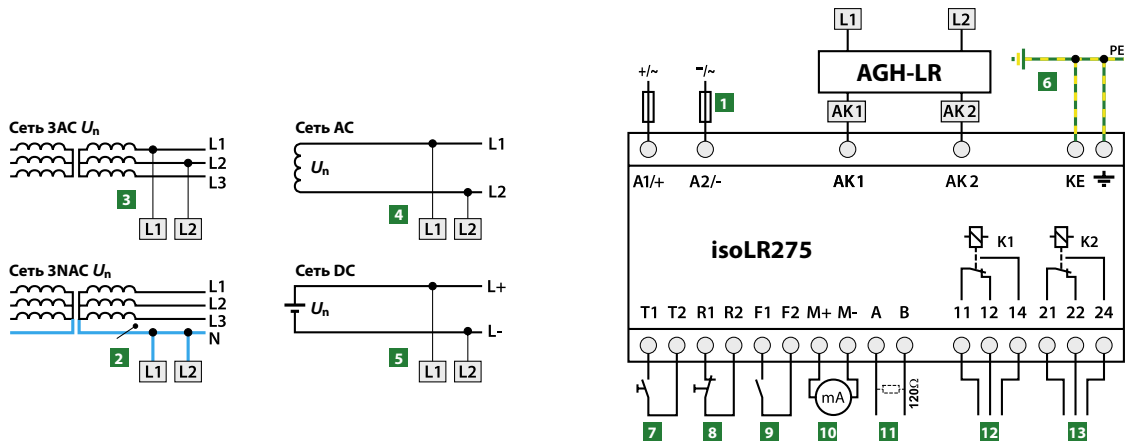 Сеть 3AC Un
L1
L2
L3
3
L1 L2
Сеть AC
Un
L1
L2
4
L1 L2
Сеть 3NAC Un
L1
L2
L3
N
2
L1 L2
Сеть DC
Un
L+
L-
5
L1 L2
L1 L2
AGH-LR
AK1 AK2
+/~ -/~
1
6
PE
A1/+ A2/- AK1 AK2 KE
isoLR275
K1 K2
T1 T2 R1 R2 F1 F2 M+ M- A B 11 12 14 21 22 24
mA
120Ω
7 8 9 10 11 12 13